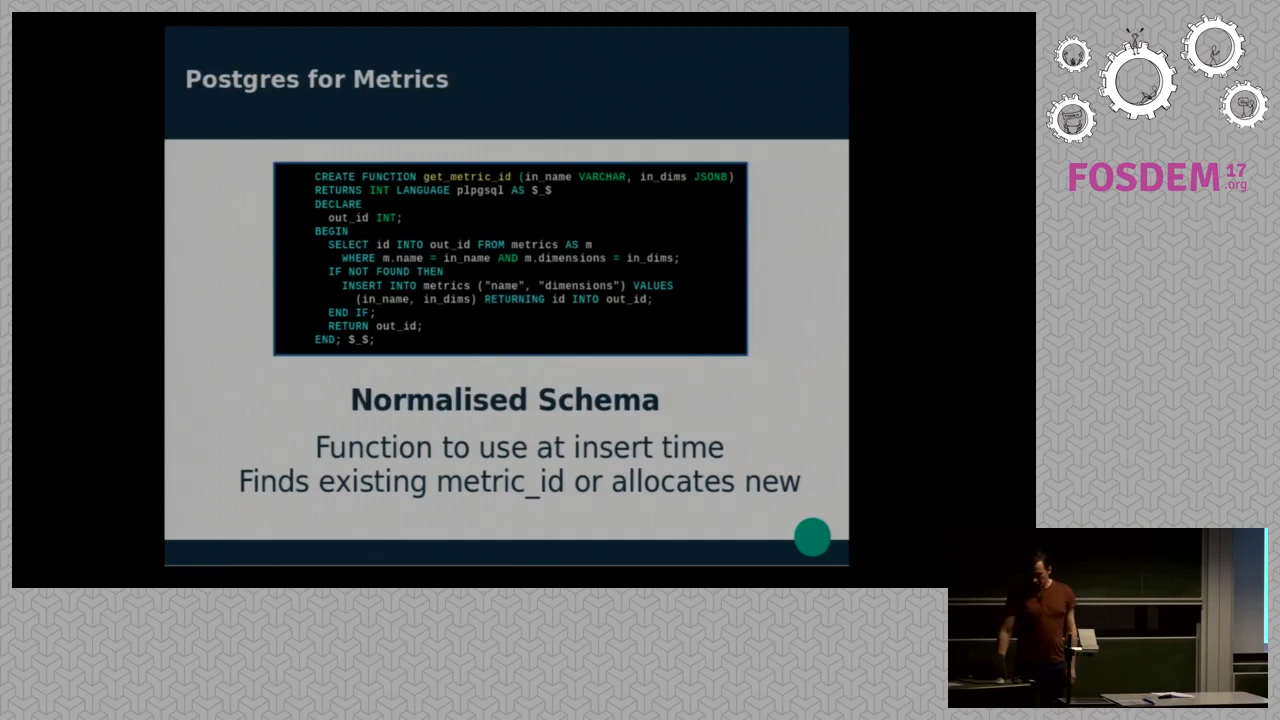 Postgres for Metrics
CREATE FUNCTION get_metric_id (in_name VARCHAR, in_dims JSONB)
RETURNS INT LANGUAGE plpgsql AS $_$
DECLARE
out_id INT;
BEGIN
SELECT id INTO out_id FROM metrics AS m
WHERE m.name = in_name AND m.dimensions = in_dims;
IF NOT FOUND THEN
INSERT INTO metrics ("name", "dimensions") VALUES
(in_name, in_dims) RETURNING id INTO out_id;
END IF;
RETURN out_id;
END; $_$;
Normalised Schema
Function to use at insert time
Finds existing metric_id or allocates new
FOSDEM 17
.org